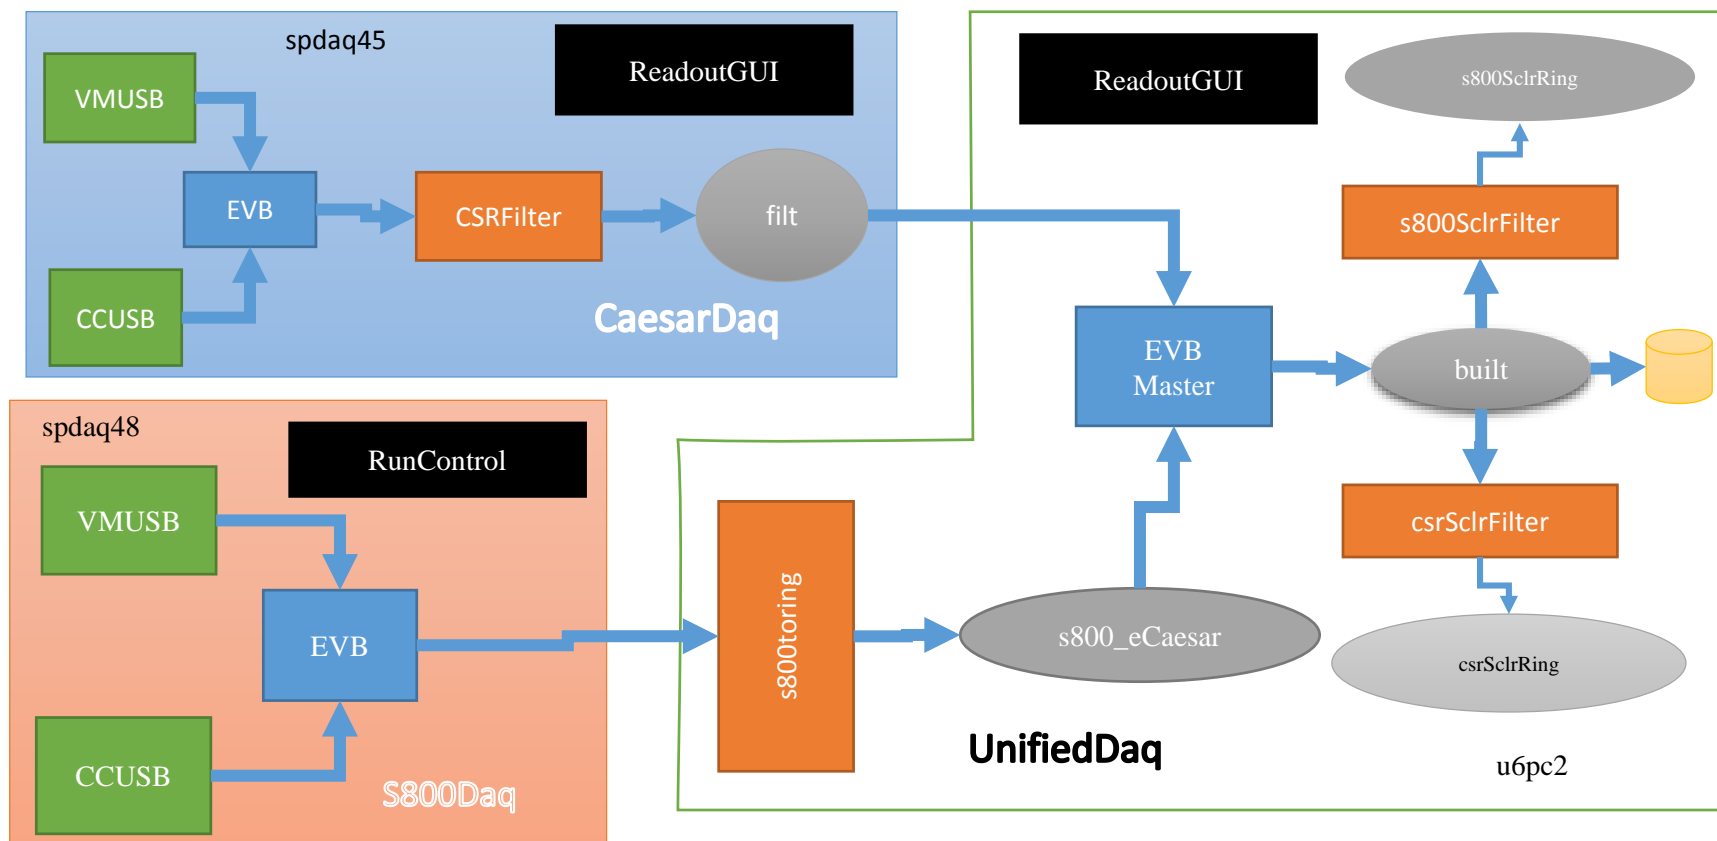 spdaq45
ReadoutGUI
VMUSB
EVB
CSRFilter
filt
CCUSB
CaesarDaq
spdaq48
RunControl
VMUSB
EVB
CCUSB
S800Daq
ReadoutGUI
s800SclrRing
s800SclrFilter
EVB
Master
built
csrSclrFilter
s800toring
s800_eCaesar
csrSclrRing
UnifiedDaq
u6pc2